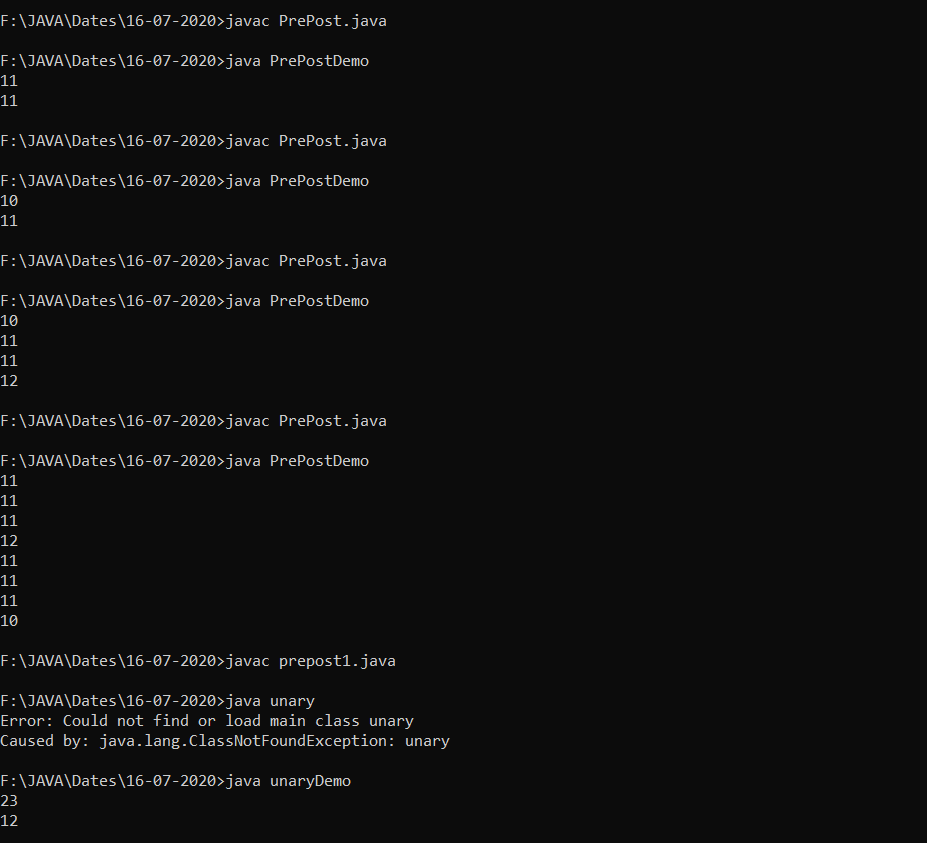 F:\JAVA\Dates\16-07-2020>javac PrePost.java
F:\JAVA\Dates\16-07-2020>java PrePostDemo
11
11
F:\JAVA\Dates\16-07-2020>javac PrePost.java
F:\JAVA\Dates\16-07-2020>java PrePostDemo
10
11
F:\JAVA\Dates\16-07-2020>javac PrePost.java
F:\JAVA\Dates\16-07-2020>java PrePostDemo
10
11
11
12
F:\JAVA\Dates\16-07-2020>javac PrePost.java
F:\JAVA\Dates\16-07-2020>java PrePostDemo
11
11
11
12
11
11
11
10
F:\JAVA\Dates\16-07-2020>javac prepost1.java
F:\JAVA\Dates\16-07-2020>java unary
Error: Could not find or load main class unary
Caused by: java.lang.ClassNotFoundException: unary
F:\JAVA\Dates\16-07-2020>java unaryDemo
23
12